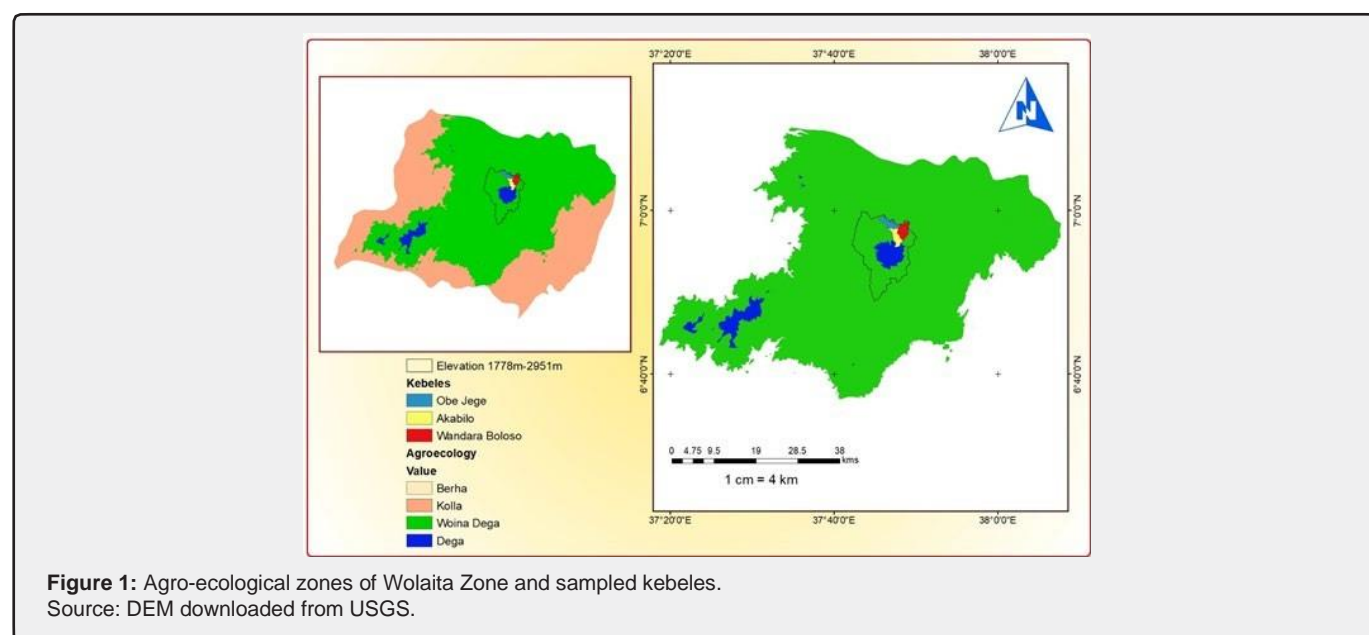 37°20'0"E 37°40'0"E 38°0'0"E
N
7°0'0"N 7°0'0"N
6°40'0"N 6°40'0"N
Elevation 1778m-2951m
Kebeles
Obe Jege
Akabilo
Wandara Boloso
Agroecology
Value
Berha
Kolla
Woina Dega
Dega
0 4.75 9.5 19 28.5 38
kms
1 cm = 4 km
37°20'0"E 37°40'0"E 38°0'0"E
Figure 1: Agro-ecological zones of Wolaita Zone and sampled kebeles.
Source: DEM downloaded from USGS.